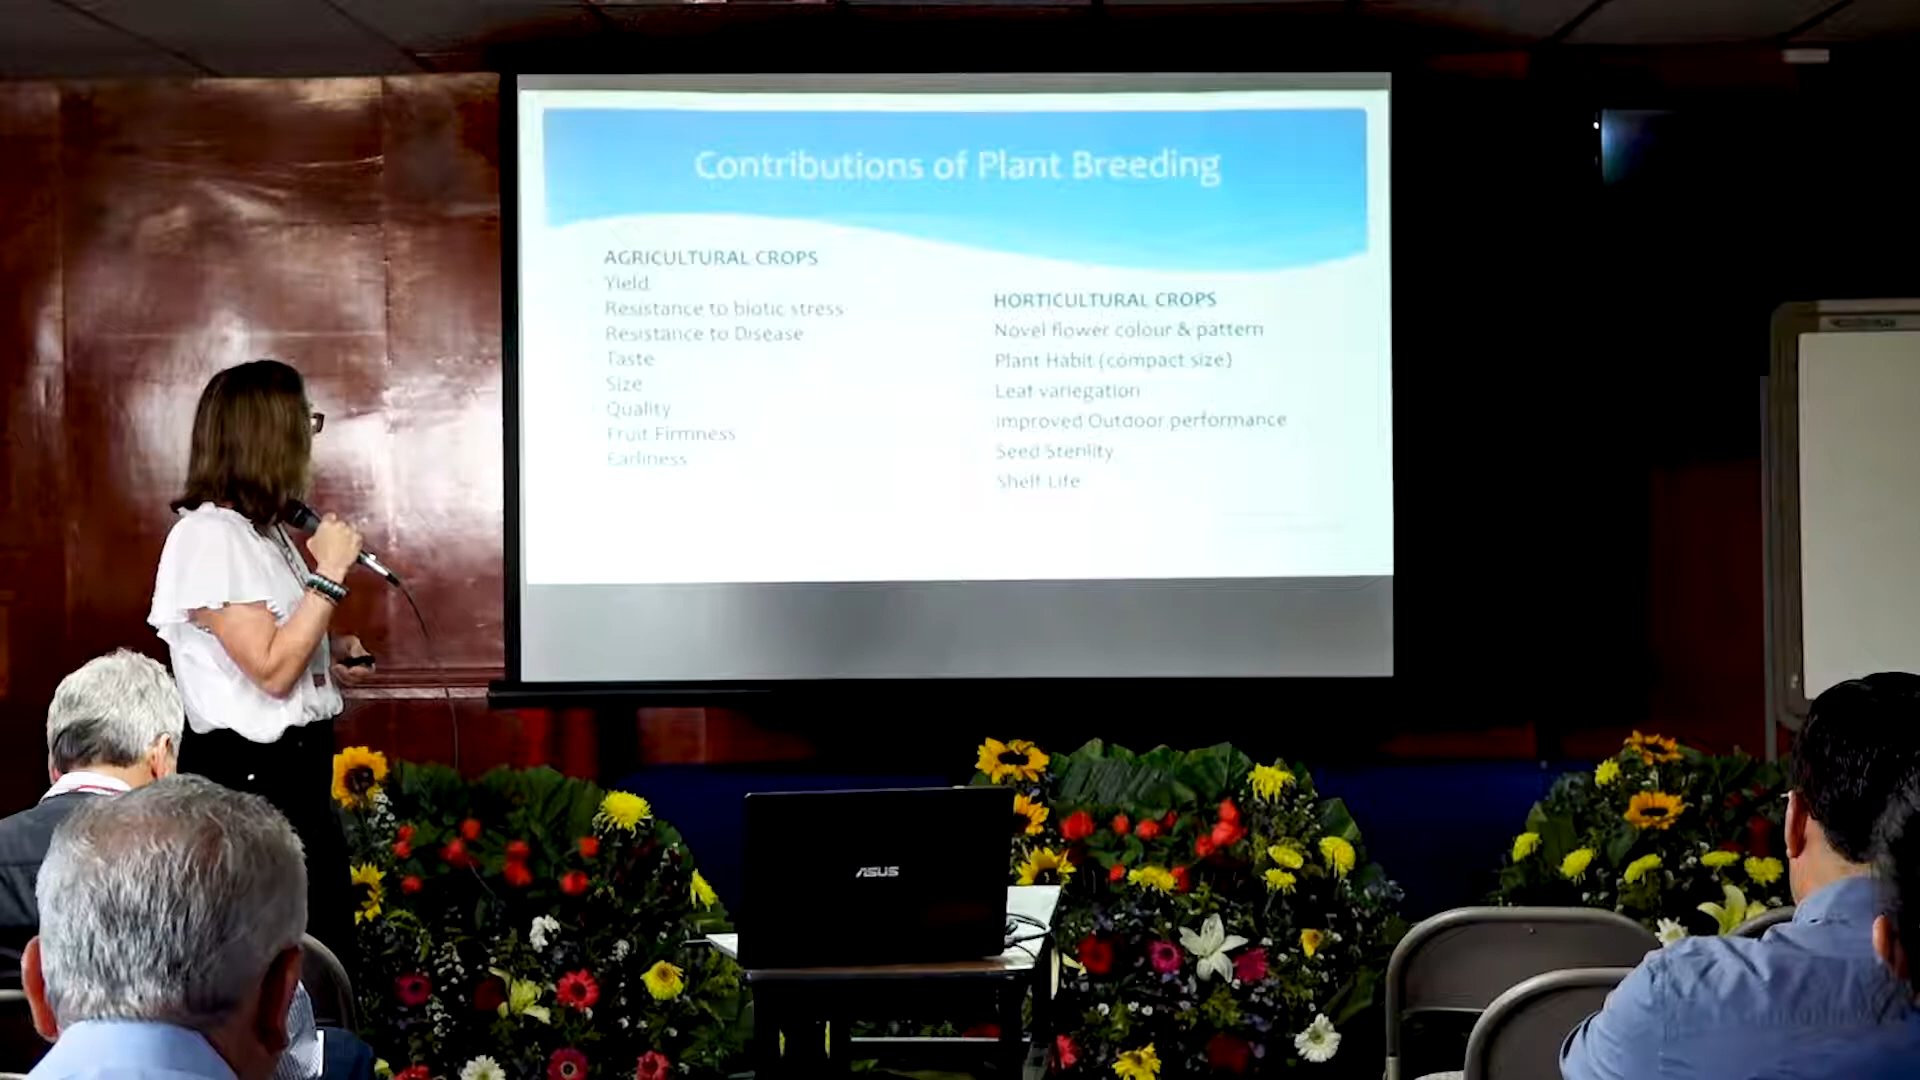 Contributions of Plant Breeding
AGRICULTURAL CROPS
Yield
Resistance to biotic stress
Resistance to Disease
Taste
Size
Quality
Fruit Firmness
Earliness
HORTICULTURAL CROPS
Novel flower colour & pattern
Plant Habit (compact size)
Leaf variegation
Improved Outdoor performance
Seed Sterility
Shelf Life
ASUS